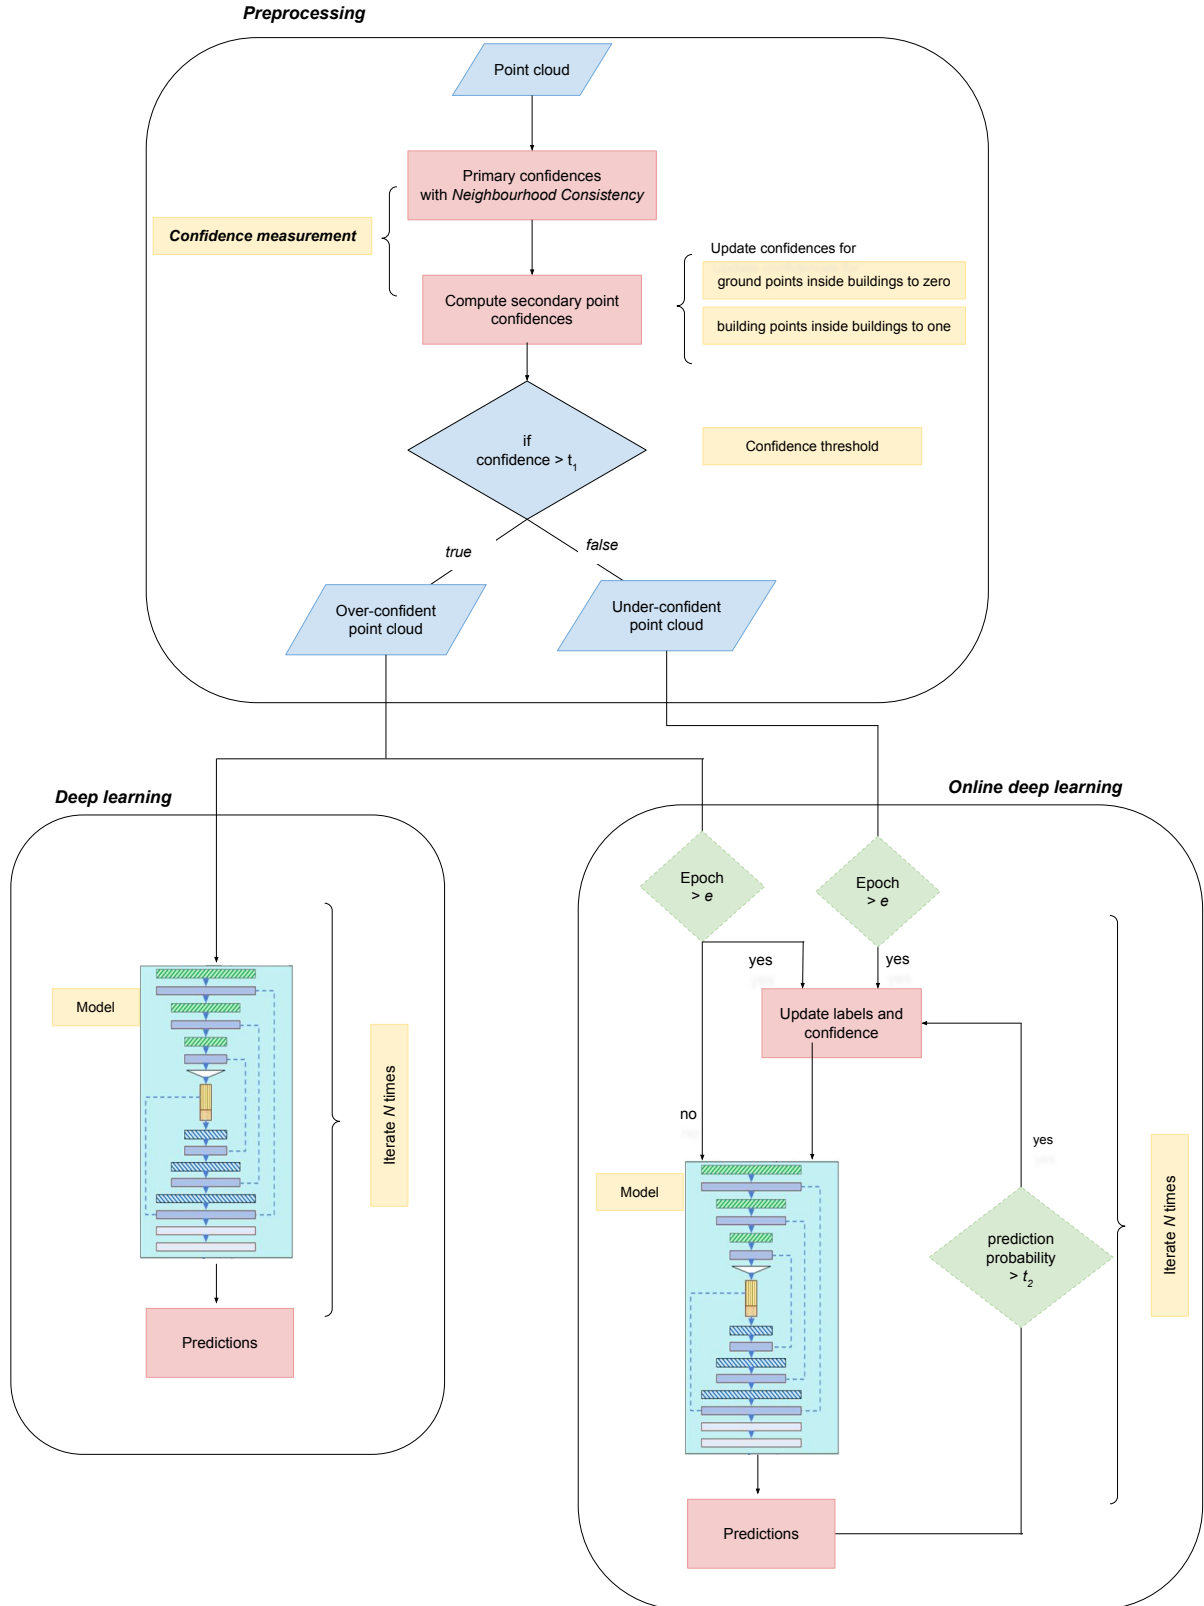 Preprocessing
Point cloud
Primary confidences
with Neighbourhood Consistency
Confidence measurement
Update confidences for
ground points inside buildings to zero
Compute secondary point
confidences
building points inside buildings to one
if
confidence > t1
Confidence threshold
true
false
Over-confident
point cloud
Under-confident
point cloud
Deep learning
Online deep learning
Epoch
> e
Epoch
> e
yes
yes
Model
Update labels and
confidence
Iterate N times
no
yes
Model
prediction
probability
> t2
Iterate N times
Predictions
Predictions